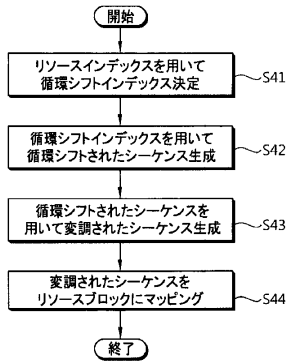 開始
リソースインデックスを用いて
循環シフトインデックス決定
S41
循環シフトインデックスを用いて
循環シフトされたシーケンス生成
S42
循環シフトされたシーケンスを
用いて変調されたシーケンス生成
S43
変調されたシーケンスを
リソースブロックにマッピング
S44
終了